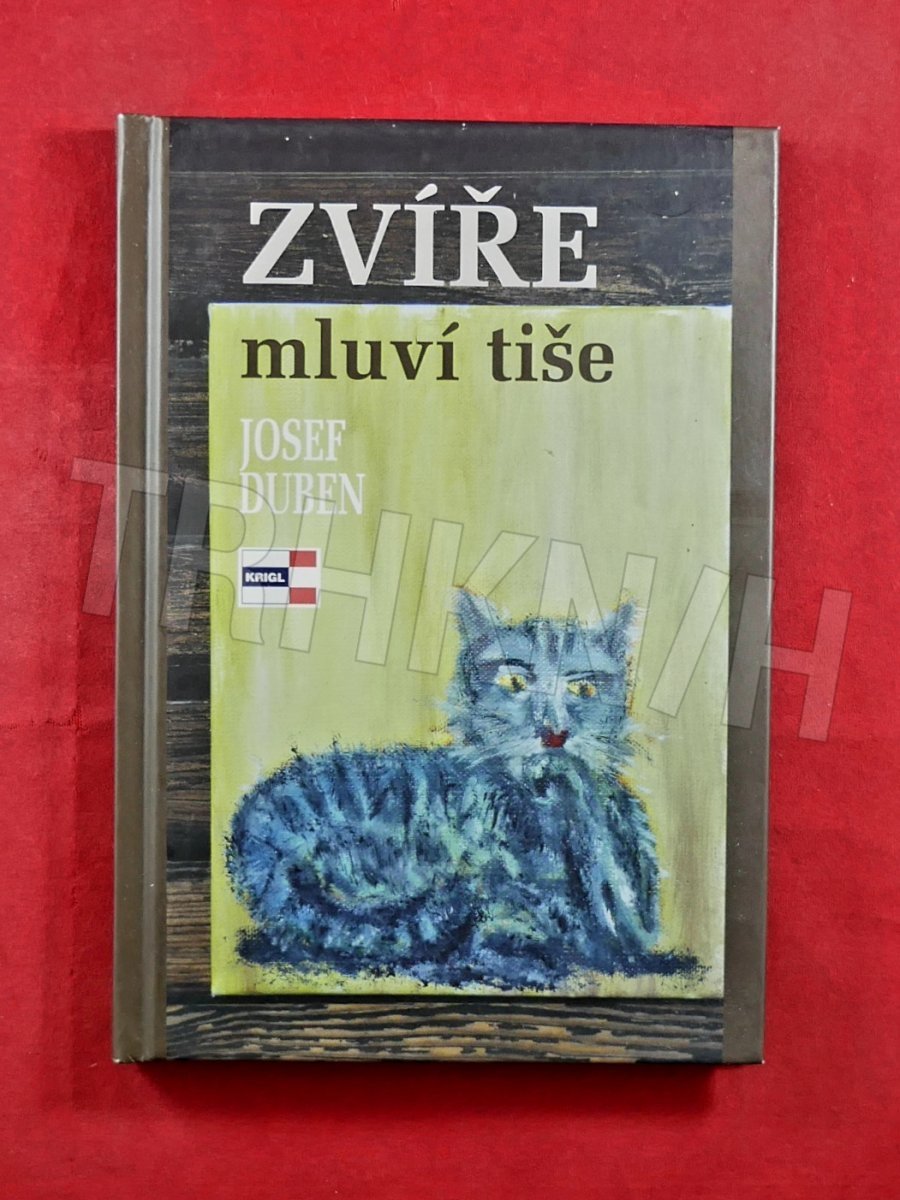 ZVÍŘE
mluví tiše
JOSEF
DUBEN
KRIGL
TRHKNIH